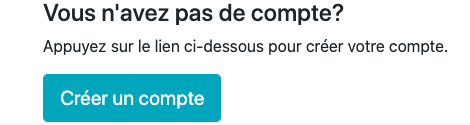 Vous n'avez pas de compte?
Appuyez sur le lien ci-dessous pour créer votre compte.
Créer un compte